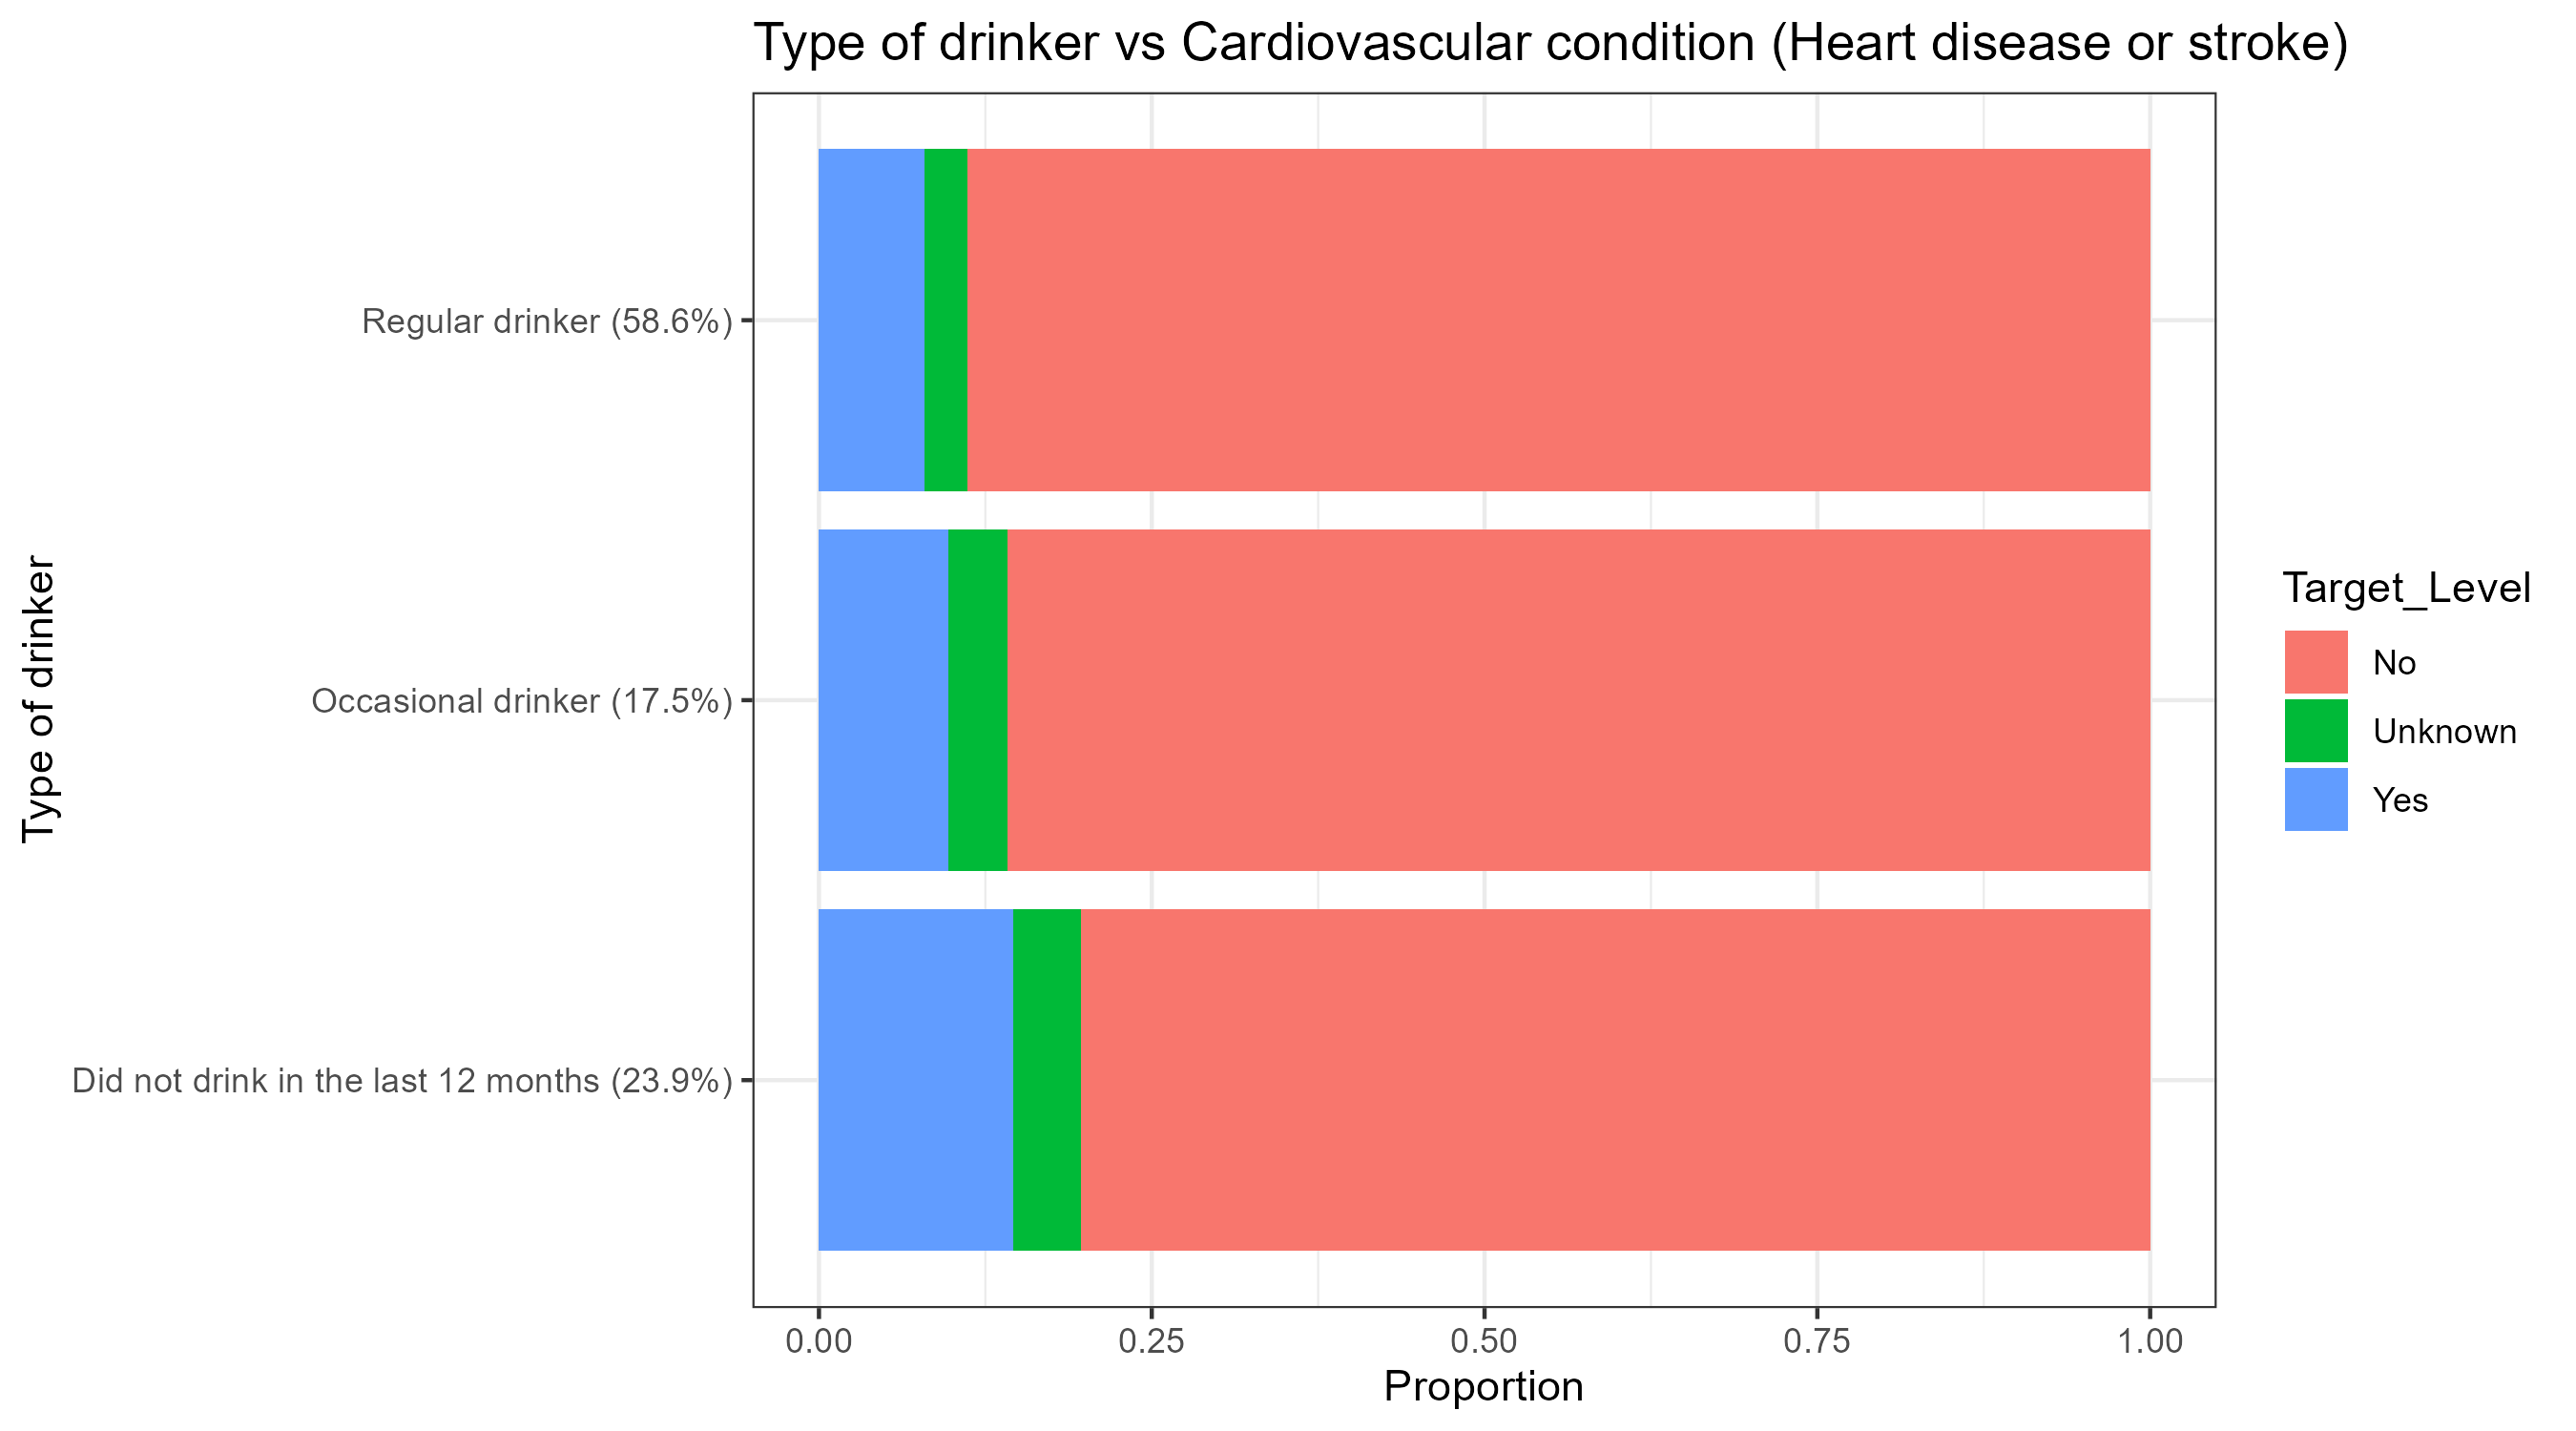 Type of drinker vs Cardiovascular condition (Heart disease or stroke)
Type of drinker
Regular drinker (58.6%)
Occasional drinker (17.5%)
Did not drink in the last 12 months (23.9%)
0.00 0.25 0.50 0.75 1.00
Proportion
Target_Level
No
Unknown
Yes